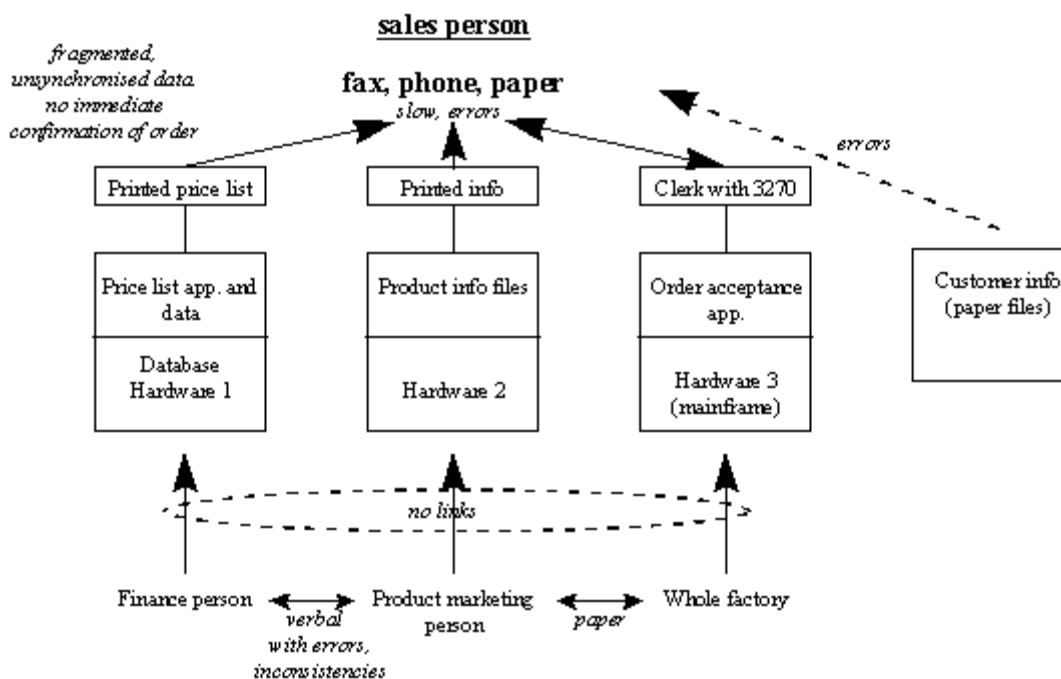 sales person
fragmented,
unsynchronised data
no immediate
confirmation of order
fax, phone, paper
slow, errors
errors
Printed price list
Printed info
Clerk with 3270
Price list app. and
data
Product info files
Order acceptance
app.
Customer info
(paper files)
Database
Hardware 1
Hardware 2
Hardware 3
(mainframe)
no links
Finance person
Product marketing
person
Whole factory
verbal
with errors,
inconsistencies
paper